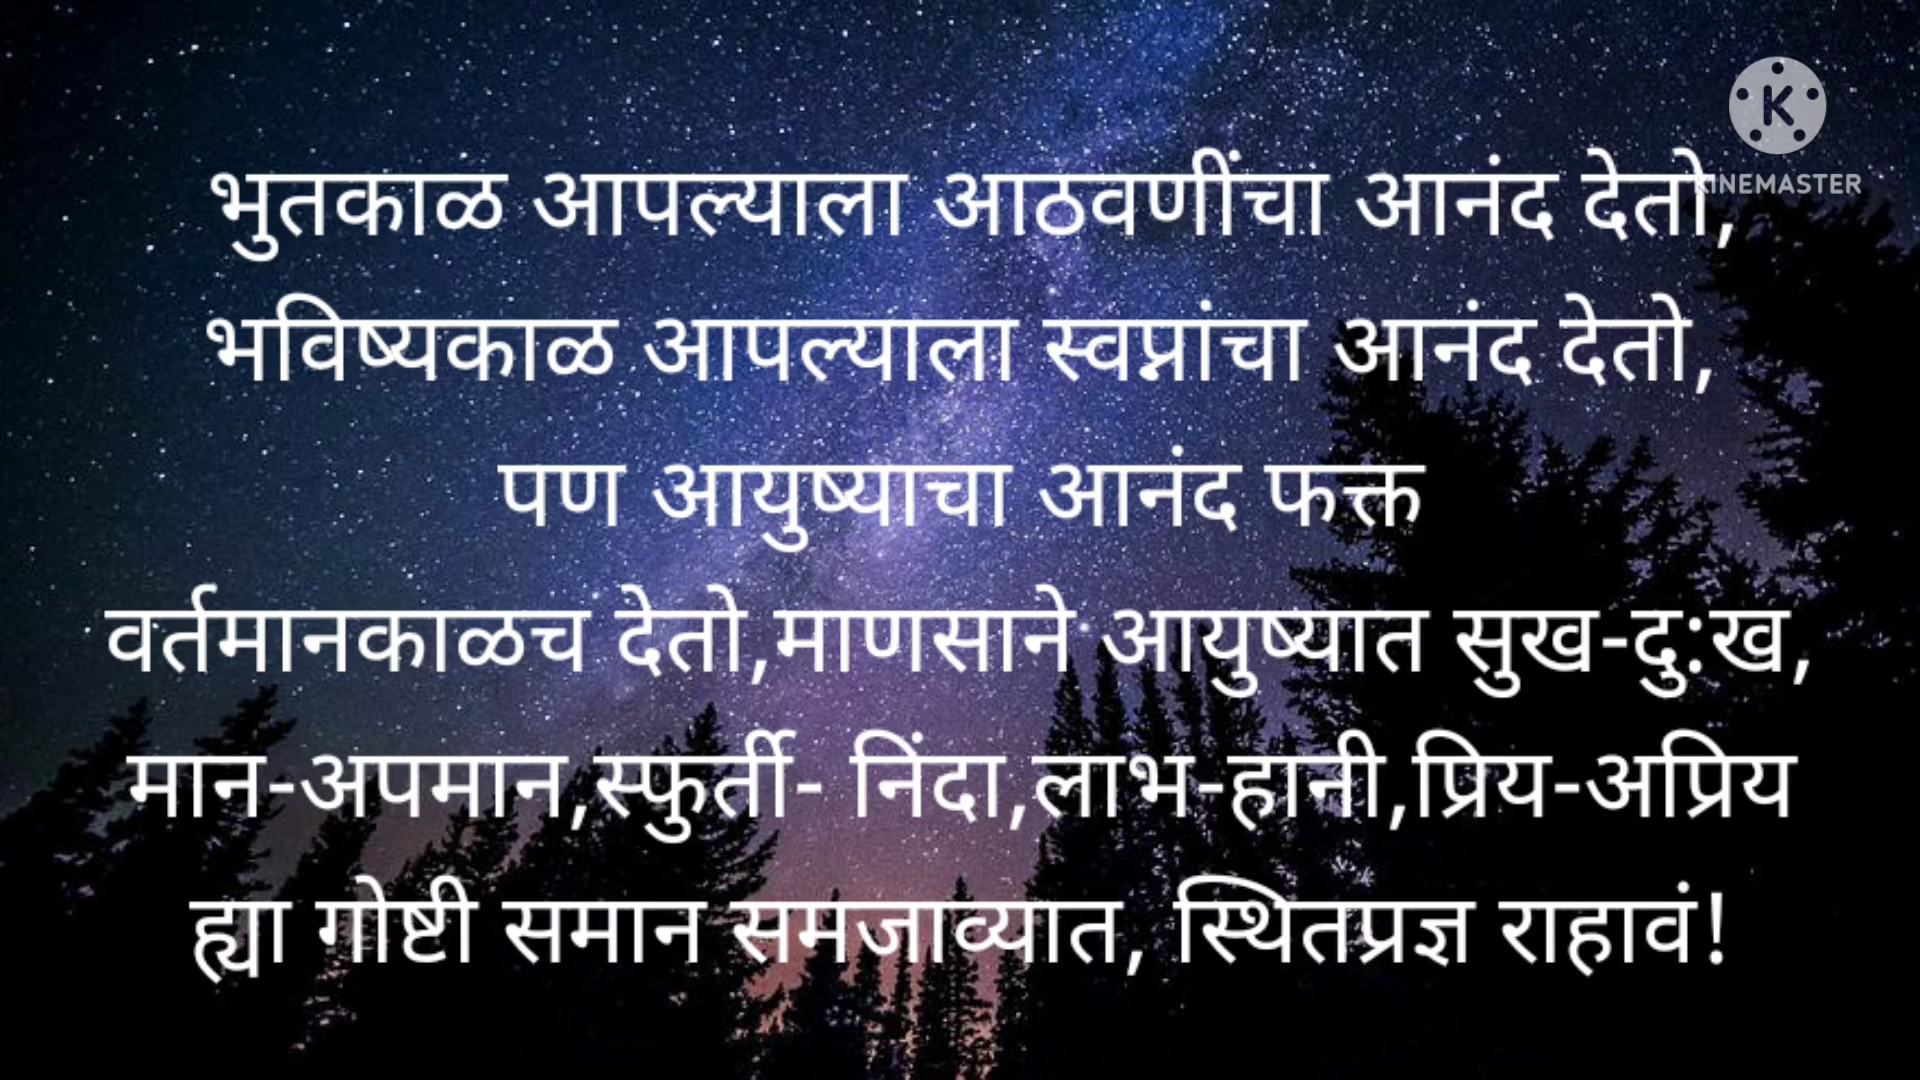 KINEMASTER
भुतकाळ आपल्याला आठवणींचा आनंद देतो,
भविष्यकाळ आपल्याला स्वप्नांचा आनंद देतो,
पण आयुष्याचा आनंद फक्त
वर्तमानकाळच देतो,माणसाने आयुष्यात सुख-दु:ख,
मान-अपमान,स्फुर्ती- निंदा,लाभ-हानी,प्रिय-अप्रिय
ह्या गोष्टी समान समजाव्यात, स्थितप्रज्ञ राहावं!